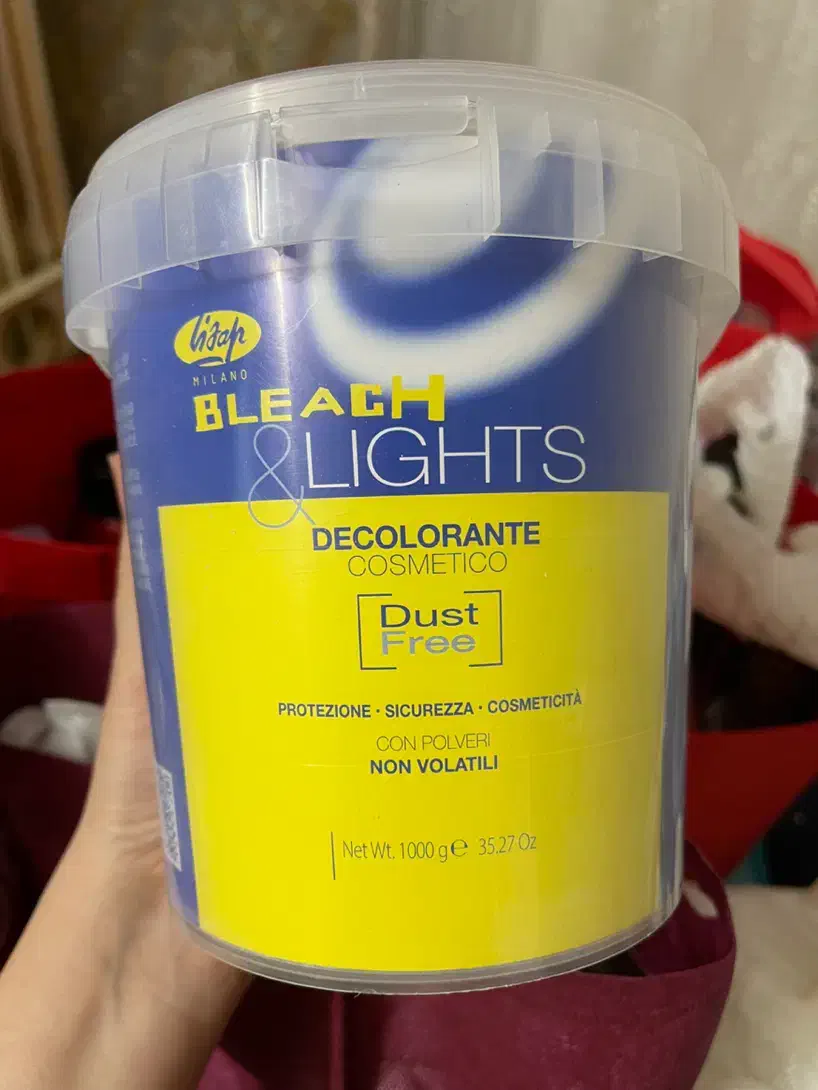 lisap
MILANO
BLEACH
&LIGHTS
DECOLORANTE
COSMETICO
Dust
Free
PROTEZIONE · SICUREZZA · COSMETICITÀ
CON POLVERI
NON VOLATILI
Net Wt. 1000 g e 35,27 Oz